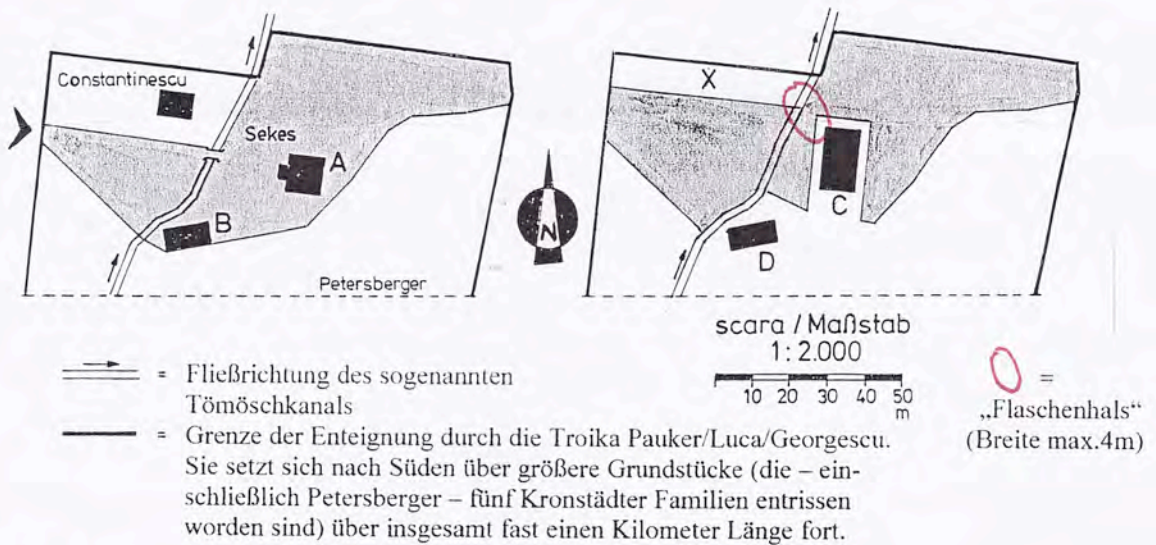 Constantinescu
Sekes
A
B
Petersberger
N
X
C
D
scara / Maßstab
1: 2.000
0 10 20 30 40 50
m
= Fließrichtung des sogenannten
Tömöschkanals
= Grenze der Enteignung durch die Troika Pauker/Luca/Georgescu.
Sie setzt sich nach Süden über größere Grundstücke (die – ein-
schließlich Petersberger – fünf Kronstädter Familien entrissen
worden sind) über insgesamt fast einen Kilometer Länge fort.
=
„Flaschenhals“
(Breite max.4m)